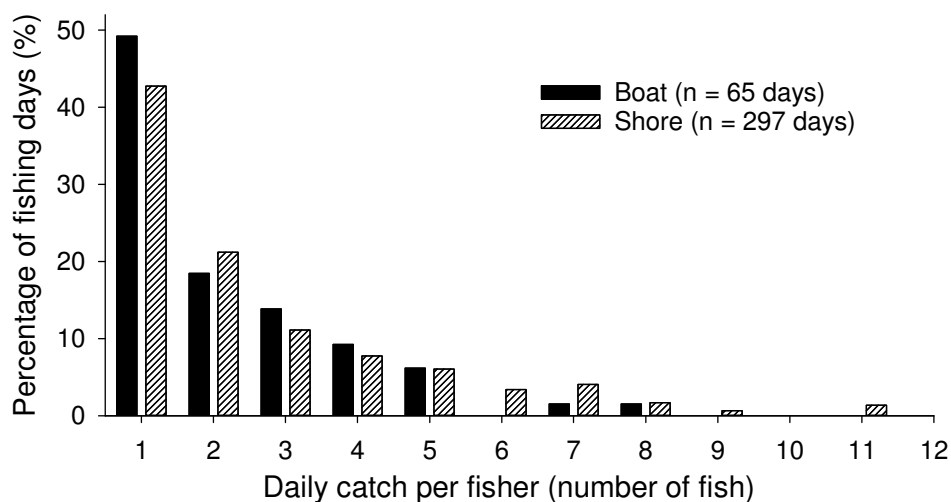 Percentage of fishing days (%)
50
40
30
20
10
0
Boat (n = 65 days)
Shore (n = 297 days)
1 2 3 4 5 6 7 8 9 10 11 12
Daily catch per fisher (number of fish)